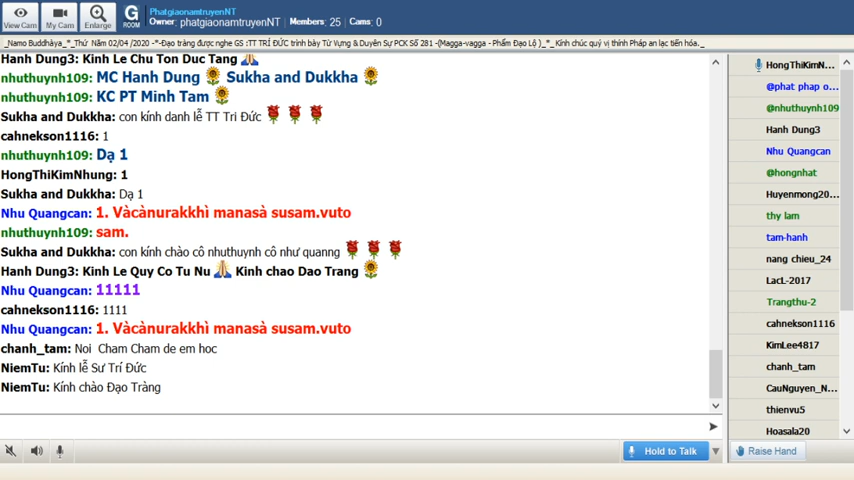 View Cam
My Cam
Enlarge
G
ROOM
PhatgiaonamtruyenNT
Owner: phatgiaonamtruyenNT | Members: 25 | Cams: 0
_Namo Buddhàya_*_Thứ Năm 02/04 /2020 -*-Đạo tràng được nghe GS :TT TRÍ ĐỨC trình bày Từ Vựng & Duyên Sự PCK Số 281 -(Magga-vagga - Phẩm Đạo Lộ )_*_ Kính chúc quý vị thính Pháp an lạc tiến hóa._
Hanh Dung3: Kinh Le Chu Ton Duc Tang
nhuthuynh109: MC Hanh Dung Sukha and Dukkha
nhuthuynh109: KC PT Minh Tam
Sukha and Dukkha: con kính danh lễ TT Tri Đức
cahnekson1116: 1
nhuthuynh109: Dạ 1
HongThiKimNhung: 1
Sukha and Dukkha: Dạ 1
Nhu Quangcan: 1. Vàcànurakkhì manasà susam.vuto
nhuthuynh109: sam.
Sukha and Dukkha: con kính chào cô nhuthuynh cô như quanng
Hanh Dung3: Kinh Le Quy Co Tu Nu Kinh chao Dao Trang
Nhu Quangcan: 11111
cahnekson1116: 1111
Nhu Quangcan: 1. Vàcànurakkhì manasà susam.vuto
chanh_tam: Noi Cham Cham de em hoc
NiemTu: Kính lễ Sư Trí Đức
NiemTu: Kính chào Đạo Tràng
HongThiKimN...
@phat phap o...
@nhuthuynh109
Hanh Dung3
Nhu Quangcan
@hongnhat
Huyenmong20...
thy lam
tam-hanh
nang chieu_24
LacL-2017
Trangthu-2
cahnekson1116
KimLee4817
chanh_tam
CauNguyen_N...
thienvu5
Hoasala20
Hold to Talk
Raise Hand